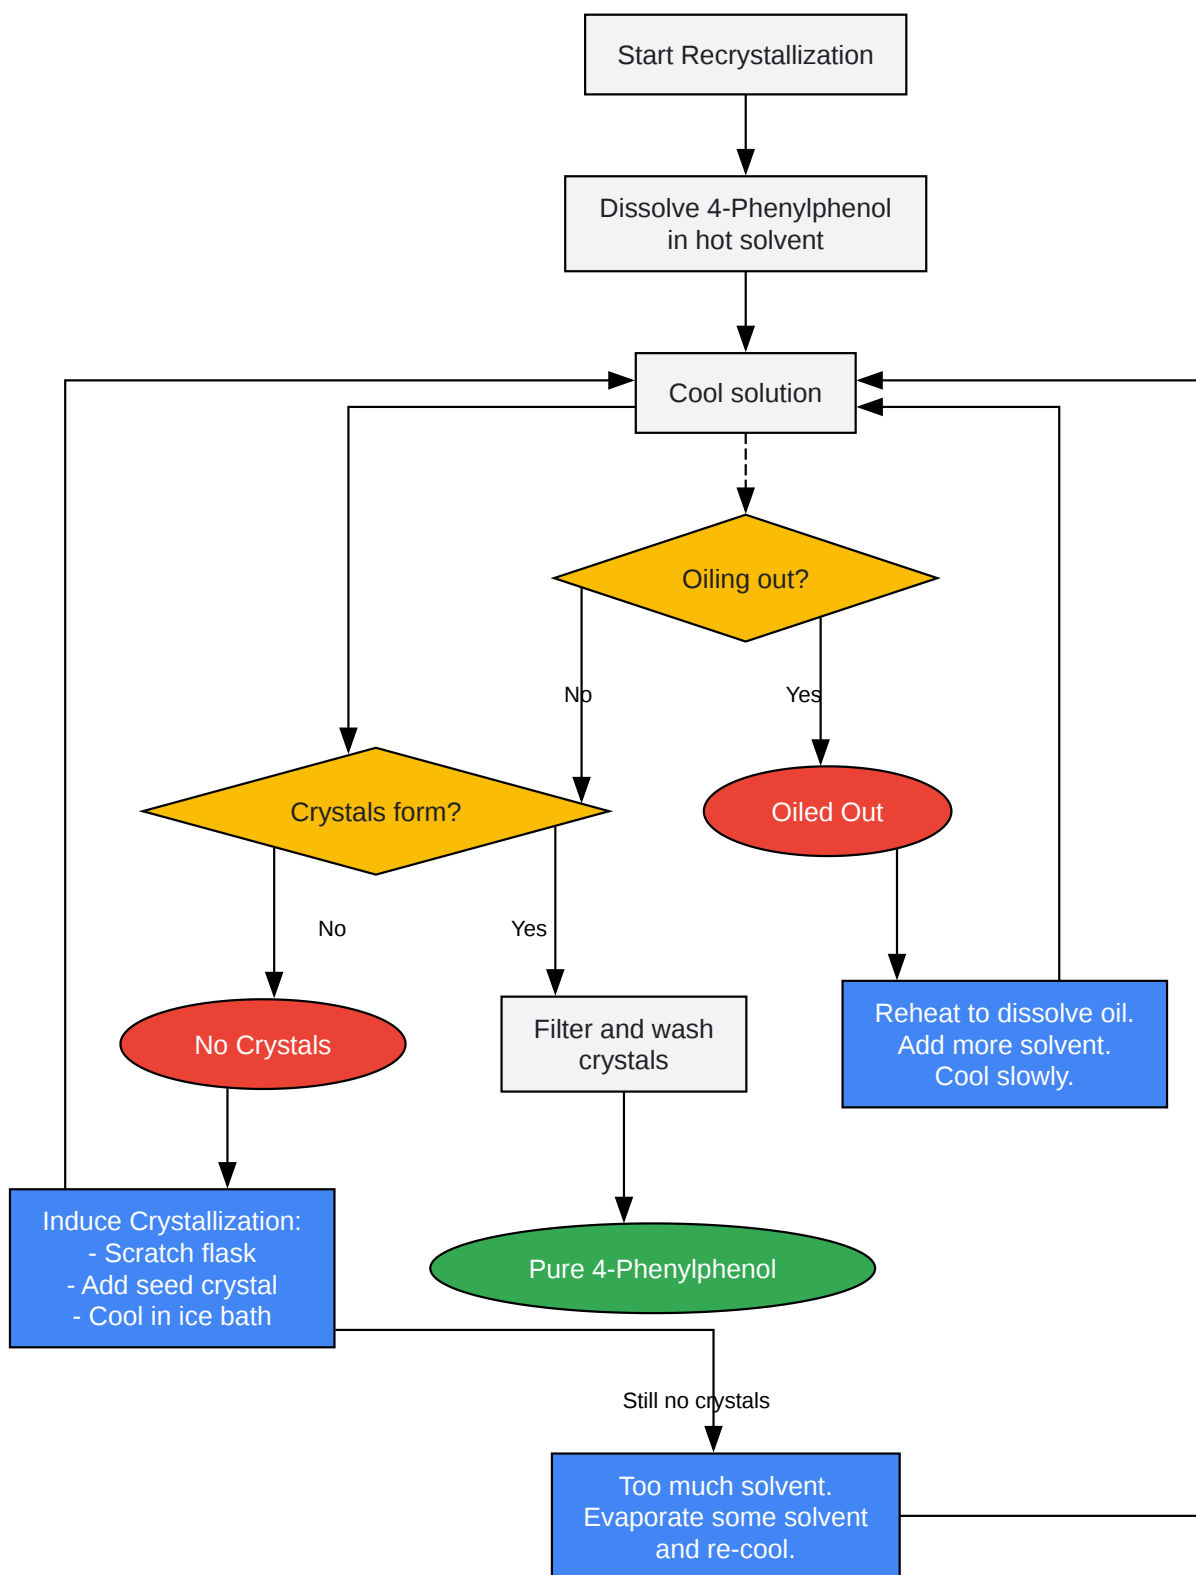 Start Recrystallization
Dissolve 4-Phenylphenol
in hot solvent
Cool solution
Oiling out?
No
Yes
Crystals form?
Oiled Out
No
Yes
No Crystals
Filter and wash
crystals
Reheat to dissolve oil.
Add more solvent.
Cool slowly.
Induce Crystallization:
- Scratch flask
- Add seed crystal
- Cool in ice bath
Pure 4-Phenylphenol
Still no crystals
Too much solvent.
Evaporate some solvent
and re-cool.